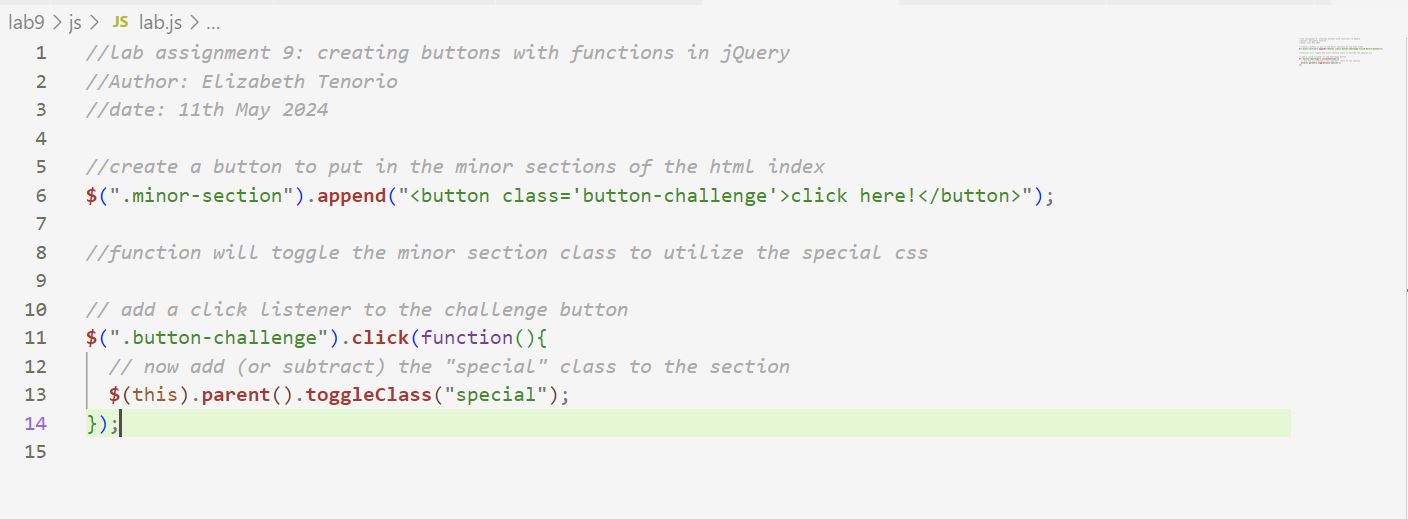 lab9 > js > JS lab.js > ...
1 //lab assignment 9: creating buttons with functions in jQuery
2 //Author: Elizabeth Tenorio
3 //date: 11th May 2024
4
5 //create a button to put in the minor sections of the html index
6 $(".minor-section").append("<button class='button-challenge'>click here!</button>");
7
8 //function will toggle the minor section class to utilize the special css
9
10 // add a click listener to the challenge button
11 $(".button-challenge").click(function(){
12 // now add (or subtract) the "special" class to the section
13 $(this).parent().toggleClass("special");
14 });
15